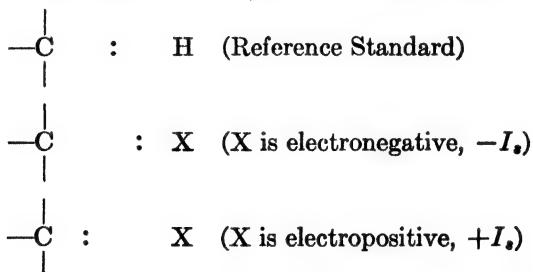 —C : H (Reference Standard)
—C : X (X is electronegative, −Iₛ)
—C : X (X is electropositive, +Iₛ)